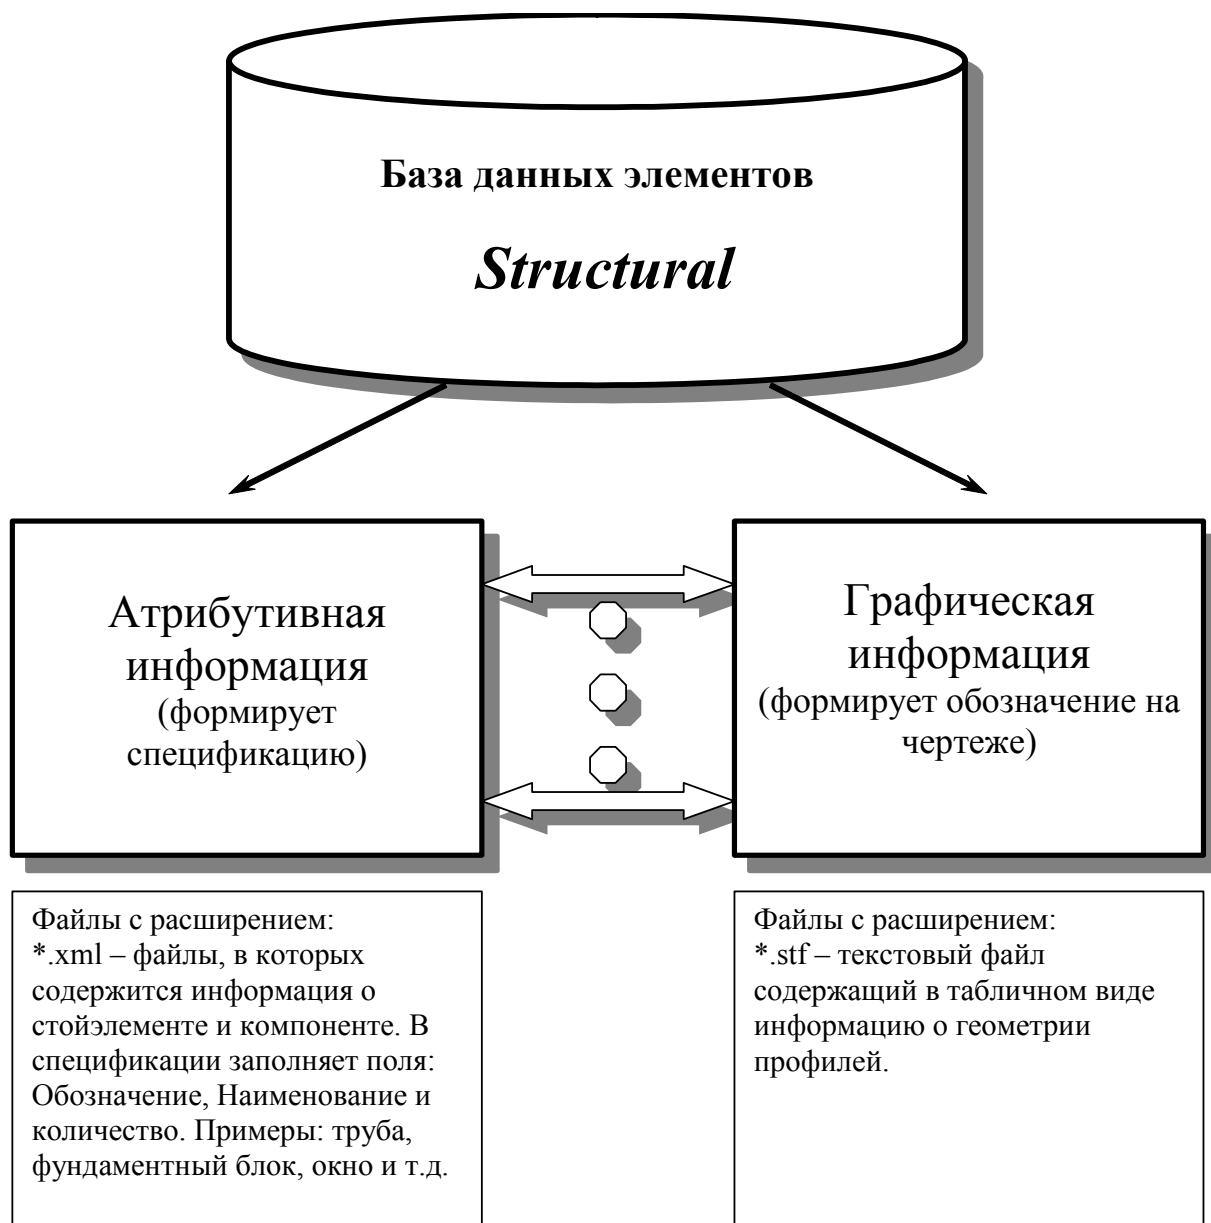 База данных элементов
Structural
Атрибутивная
информация
(формирует
спецификацию)
Графическая
информация
(формирует обозначение на
чертеже)
Файлы с расширением:
*.xml – файлы, в которых
содержится информация о
стойэлементе и компоненте. В
спецификации заполняет поля:
Обозначение, Наименование и
количество. Примеры: труба,
фундаментный блок, окно и т.д.
Файлы с расширением:
*.stf – текстовый файл
содержащий в табличном виде
информацию о геометрии
профилей.